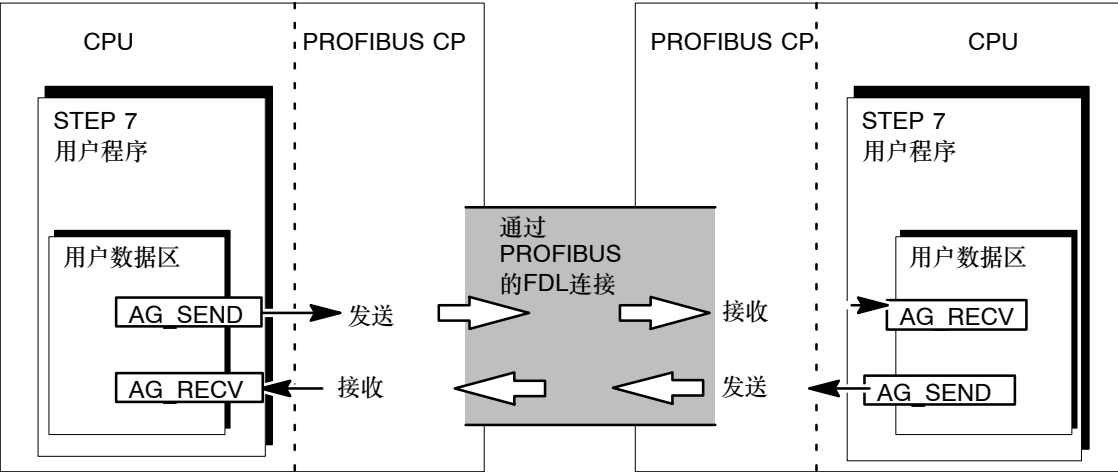 CPU
PROFIBUS CP
PROFIBUS CP
CPU
STEP 7
用户程序
STEP 7
用户程序
用户数据区
通过
PROFIBUS
的FDL连接
用户数据区
AG_SEND
发送
接收
AG_RECV
AG_RECV
接收
发送
AG_SEND